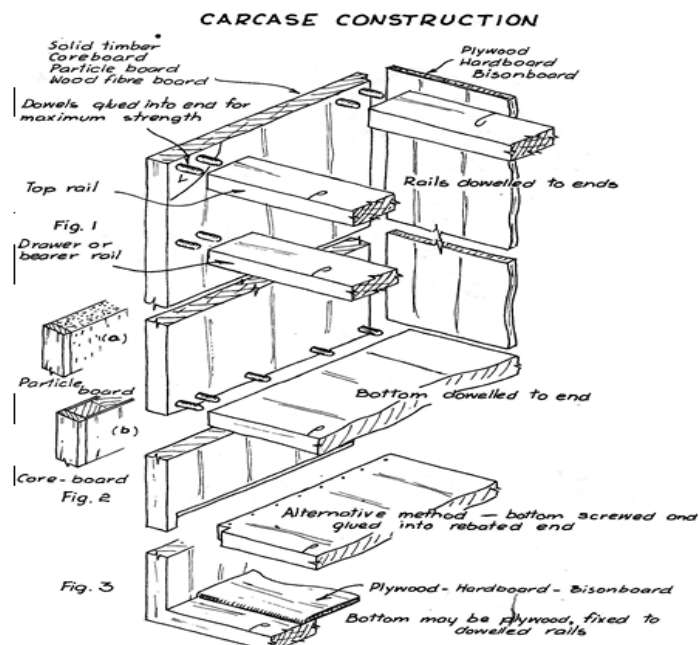 CARCASE CONSTRUCTION
Solid timber
Coreboard
Particle board
Wood fibre board
Plywood
Hardboard
Bisonboard
Dowels glued into end for
maximum strength
Top rail
Rails dowelled to ends
Fig. 1
Drawer or
bearer rail
(a)
Particle
board
Bottom dowelled to end
(b)
Core-board
Fig. 2
Alternative method — bottom screwed and
glued into rebated end
Fig. 3
Plywood - Hardboard - Bisonboard
Bottom may be plywood, fixed to
dowelled rails